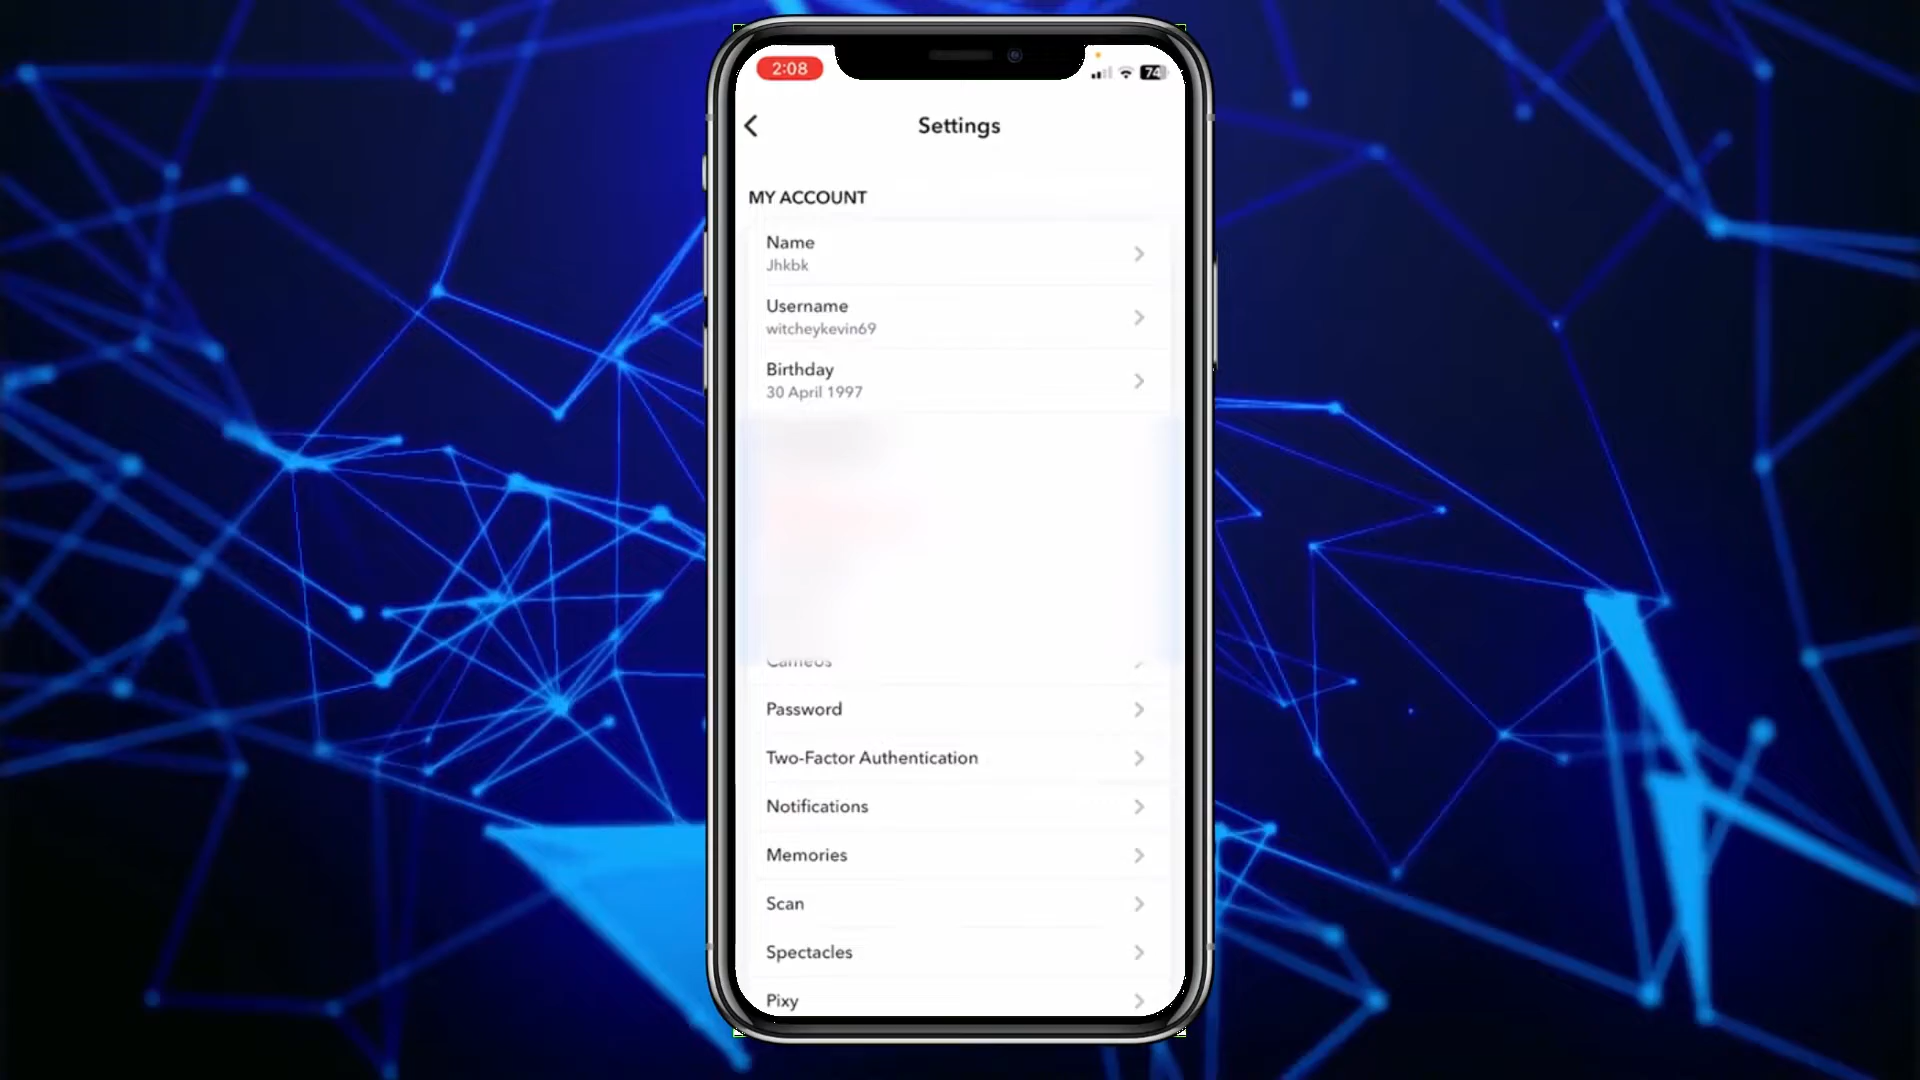 2:08
74
Settings
MY ACCOUNT
Name
Jhkbk
Username
witcheykevin69
Birthday
30 April 1997
Cameos
Password
Two-Factor Authentication
Notifications
Memories
Scan
Spectacles
Pixy